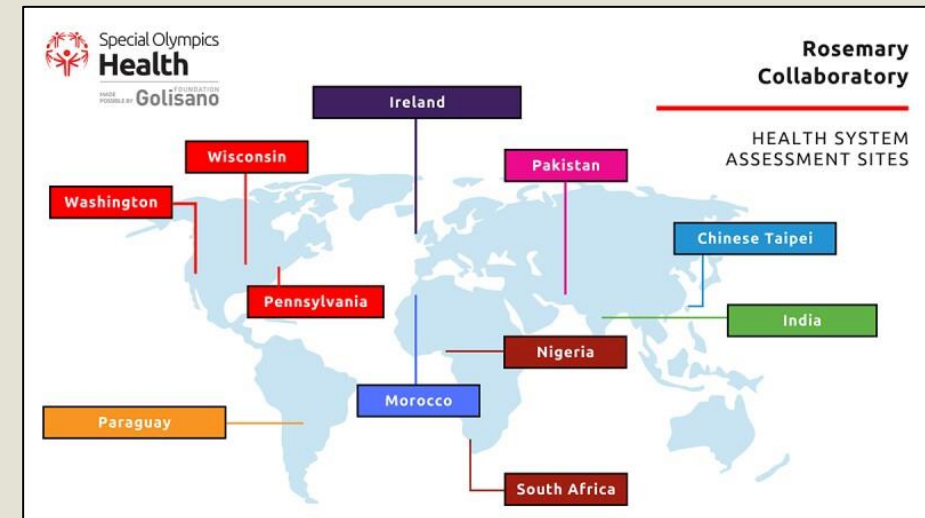 Special Olympics
Health
MADE POSSIBLE BY Golisano FOUNDATION
Rosemary
Collaboratory
HEALTH SYSTEM
ASSESSMENT SITES
Ireland
Wisconsin
Pakistan
Washington
Chinese Taipei
Pennsylvania
India
Nigeria
Morocco
Paraguay
South Africa